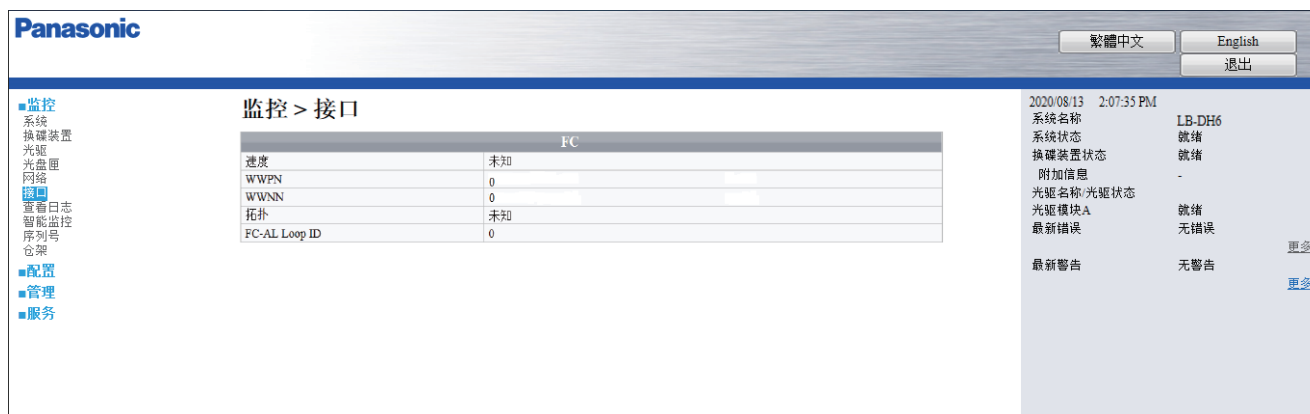 Panasonic
繁體中文 English
退出
■监控
系统
换碟装置
光驱
光盘匣
网络
接口
查看日志
智能监控
序列号
仓架
■配置
■管理
■服务
监控 > 接口
FC
速度 未知
WWPN 0
WWNN 0
拓扑 未知
FC-AL Loop ID 0
2020/08/13 2:07:35 PM
系统名称 LB-DH6
系统状态 就绪
换碟装置状态 就绪
附加信息 -
光驱名称/光驱状态
光驱模块A 就绪
最新错误 无错误
更多
最新警告 无警告
更多